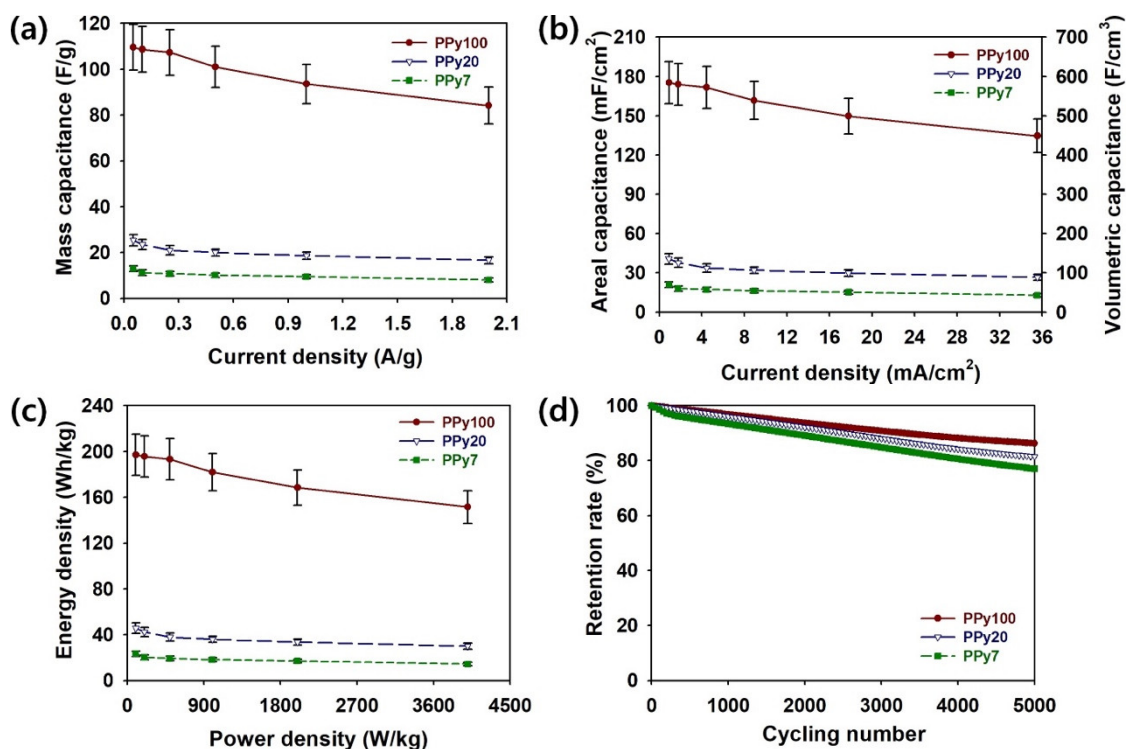 (a)
Mass capacitance (F/g)
120
100
80
60
40
20
0
PPy100
PPy20
PPy7
0.0 0.3 0.6 0.9 1.2 1.5 1.8 2.1
Current density (A/g)
(b)
Areal capacitance (mF/cm²)
210
180
150
120
90
60
30
0
PPy100
PPy20
PPy7
700
600
500
400
300
200
100
0
Volumetric capacitance (F/cm³)
0 4 8 12 16 20 24 28 32 36
Current density (mA/cm²)
(c)
Energy density (Wh/kg)
240
200
160
120
80
40
0
PPy100
PPy20
PPy7
0 900 1800 2700 3600 4500
Power density (W/kg)
(d)
Retention rate (%)
100
80
60
40
20
0
PPy100
PPy20
PPy7
0 1000 2000 3000 4000 5000
Cycling number